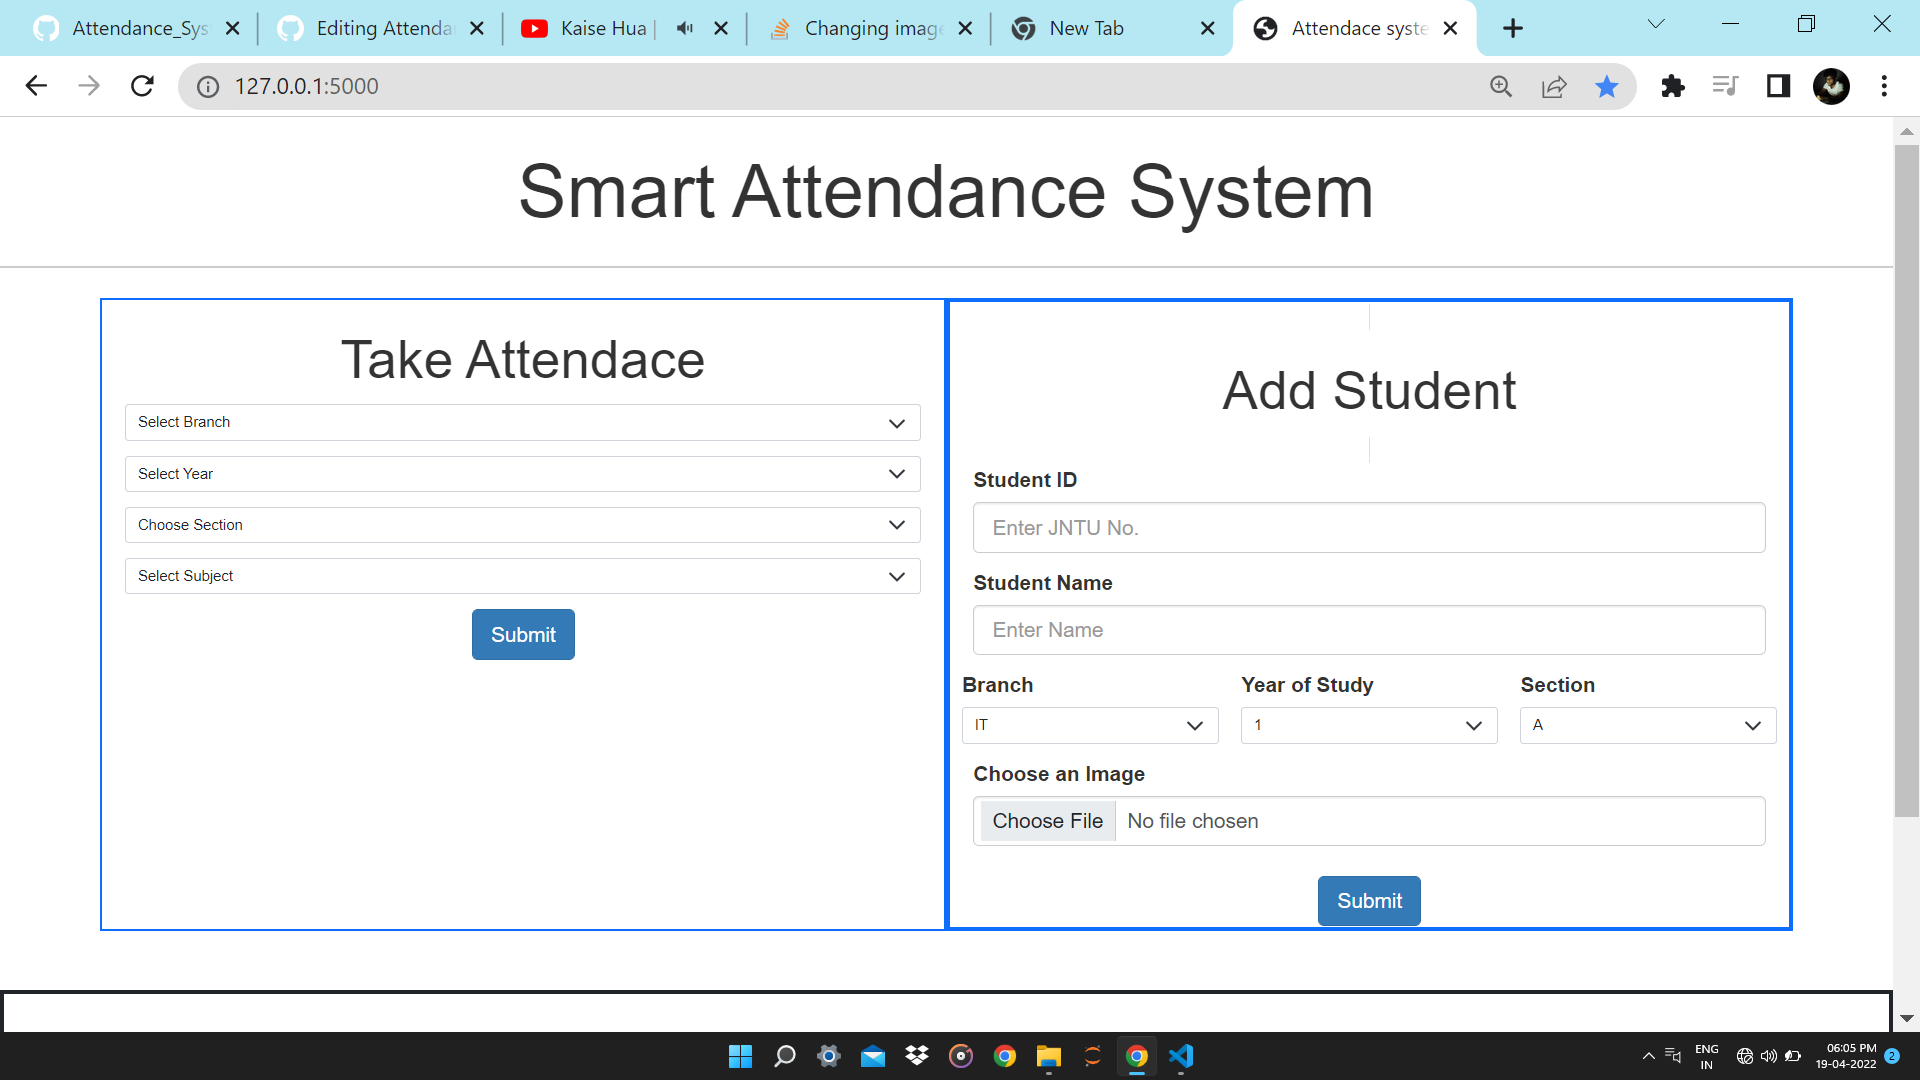 Attendance_Sys
Editing Attenda
Kaise Hua |
Changing image
New Tab
Attendace syste
127.0.0.1:5000
Smart Attendance System
Take Attendace
Select Branch
Select Year
Choose Section
Select Subject
Submit
Add Student
Student ID
Enter JNTU No.
Student Name
Enter Name
Branch
Year of Study
Section
IT
1
A
Choose an Image
Choose File
No file chosen
Submit
ENG
IN
06:05 PM
19-04-2022
2